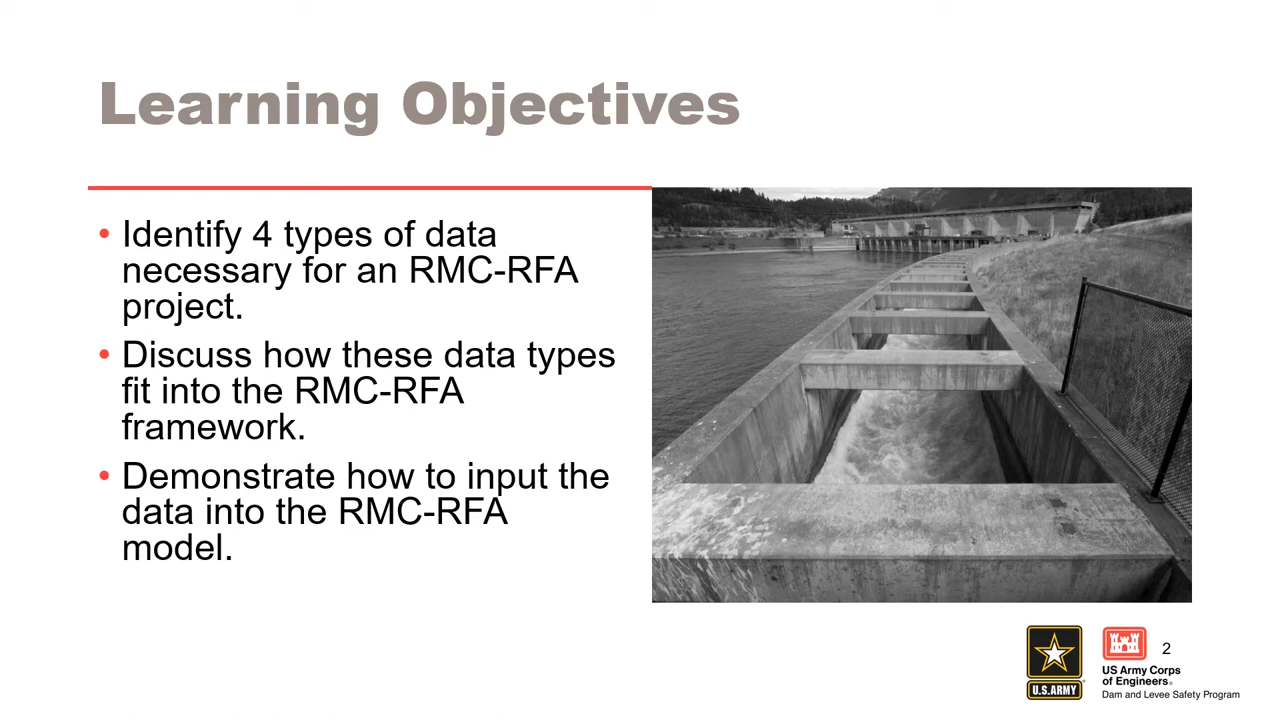 Learning Objectives
• Identify 4 types of data
necessary for an RMC-RFA
project.
• Discuss how these data types
fit into the RMC-RFA
framework.
• Demonstrate how to input the
data into the RMC-RFA
model.
U.S.ARMY
2
US Army Corps
of Engineers®
Dam and Levee Safety Program